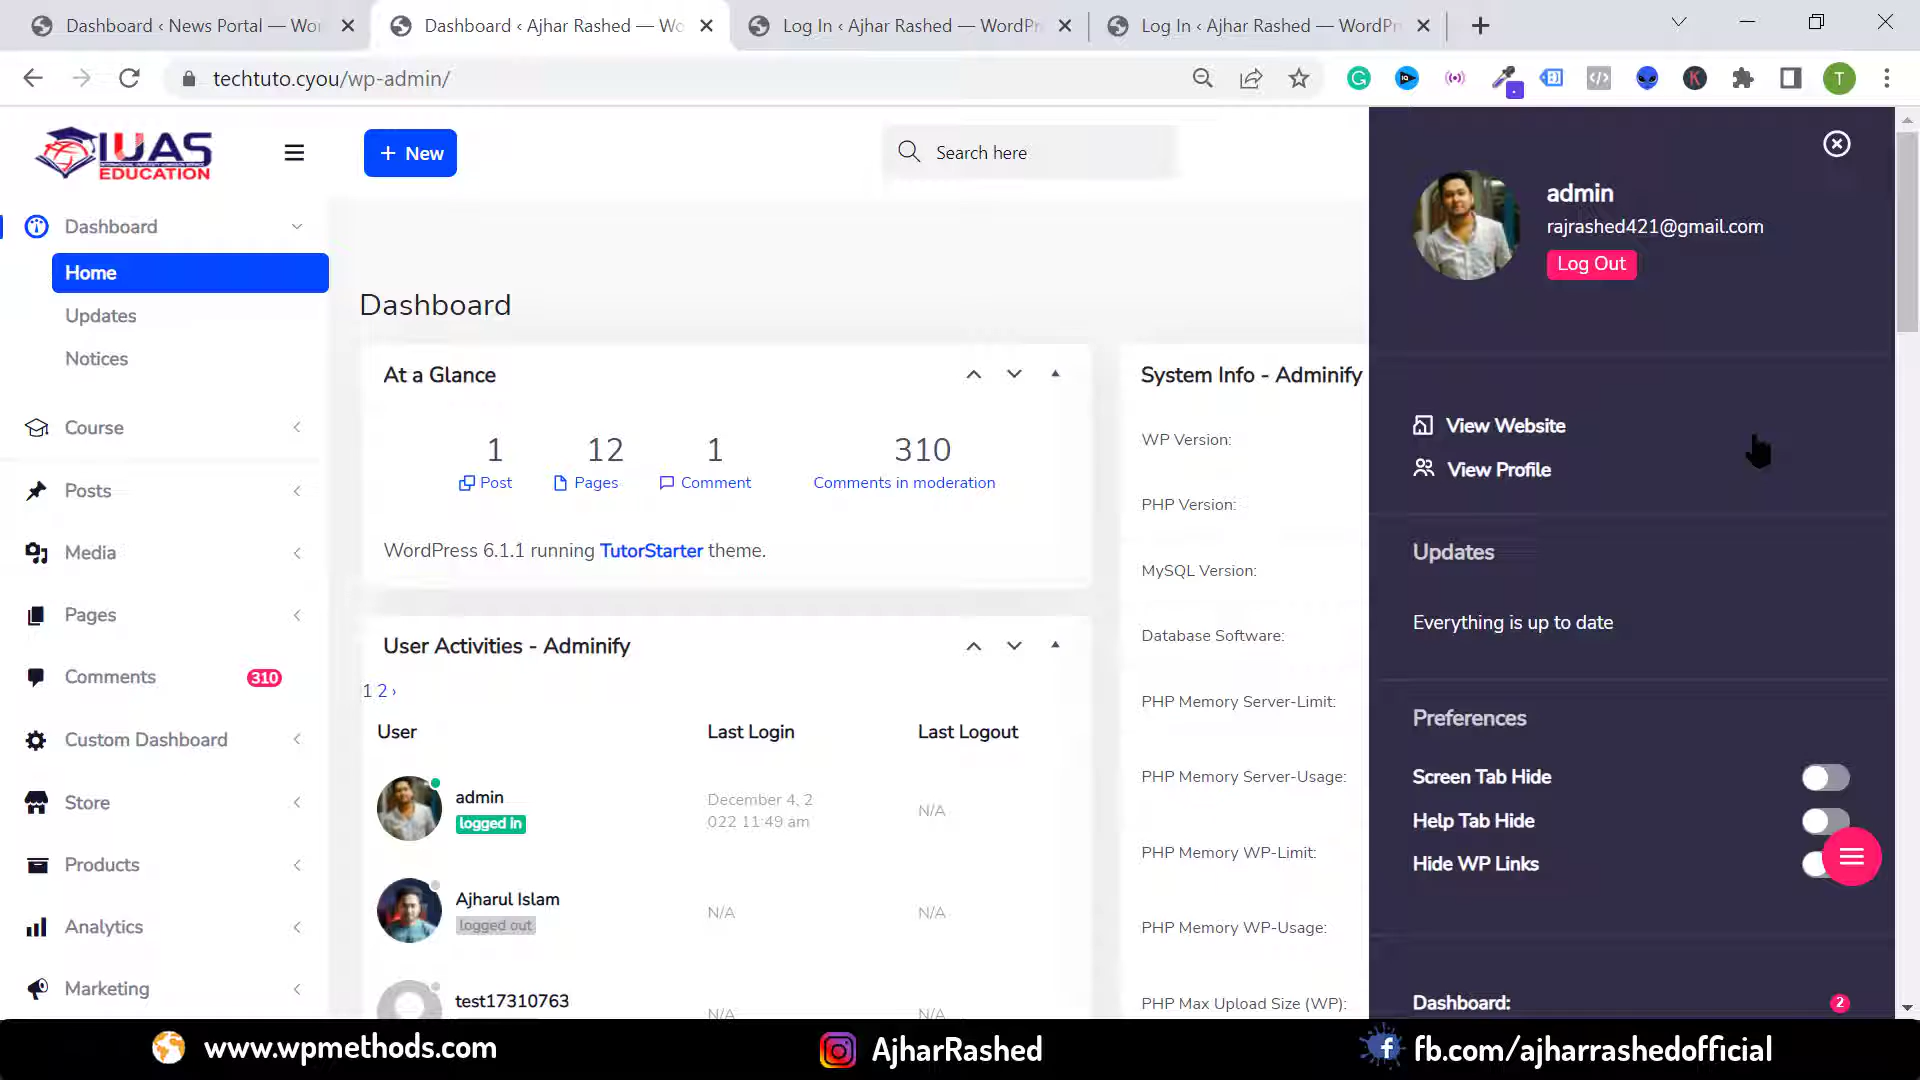 Dashboard ‹ News Portal — Wo
Dashboard ‹ Ajhar Rashed — Wo
Log In ‹ Ajhar Rashed — WordPr
Log In ‹ Ajhar Rashed — WordPr
techtuto.cyou/wp-admin/
T
IUAS
EDUCATION
+ New
Search here
admin
rajrashed421@gmail.com
Log Out
Dashboard
Home
Updates
Notices
Course
Posts
Media
Pages
Comments 310
Custom Dashboard
Store
Products
Analytics
Marketing
Dashboard
At a Glance
1 Post
12 Pages
1 Comment
310 Comments in moderation
WordPress 6.1.1 running TutorStarter theme.
User Activities - Adminify
1 2 ›
User Last Login Last Logout
admin
logged in
December 4, 2
022 11:49 am
N/A
Ajharul Islam
logged out
N/A N/A
test17310763
N/A N/A
System Info - Adminify
WP Version:
PHP Version:
MySQL Version:
Database Software:
PHP Memory Server-Limit:
PHP Memory Server-Usage:
PHP Memory WP-Limit:
PHP Memory WP-Usage:
PHP Max Upload Size (WP):
View Website
View Profile
Updates
Everything is up to date
Preferences
Screen Tab Hide
Help Tab Hide
Hide WP Links
Dashboard: 2
www.wpmethods.com
AjharRashed
fb.com/ajharrashedofficial